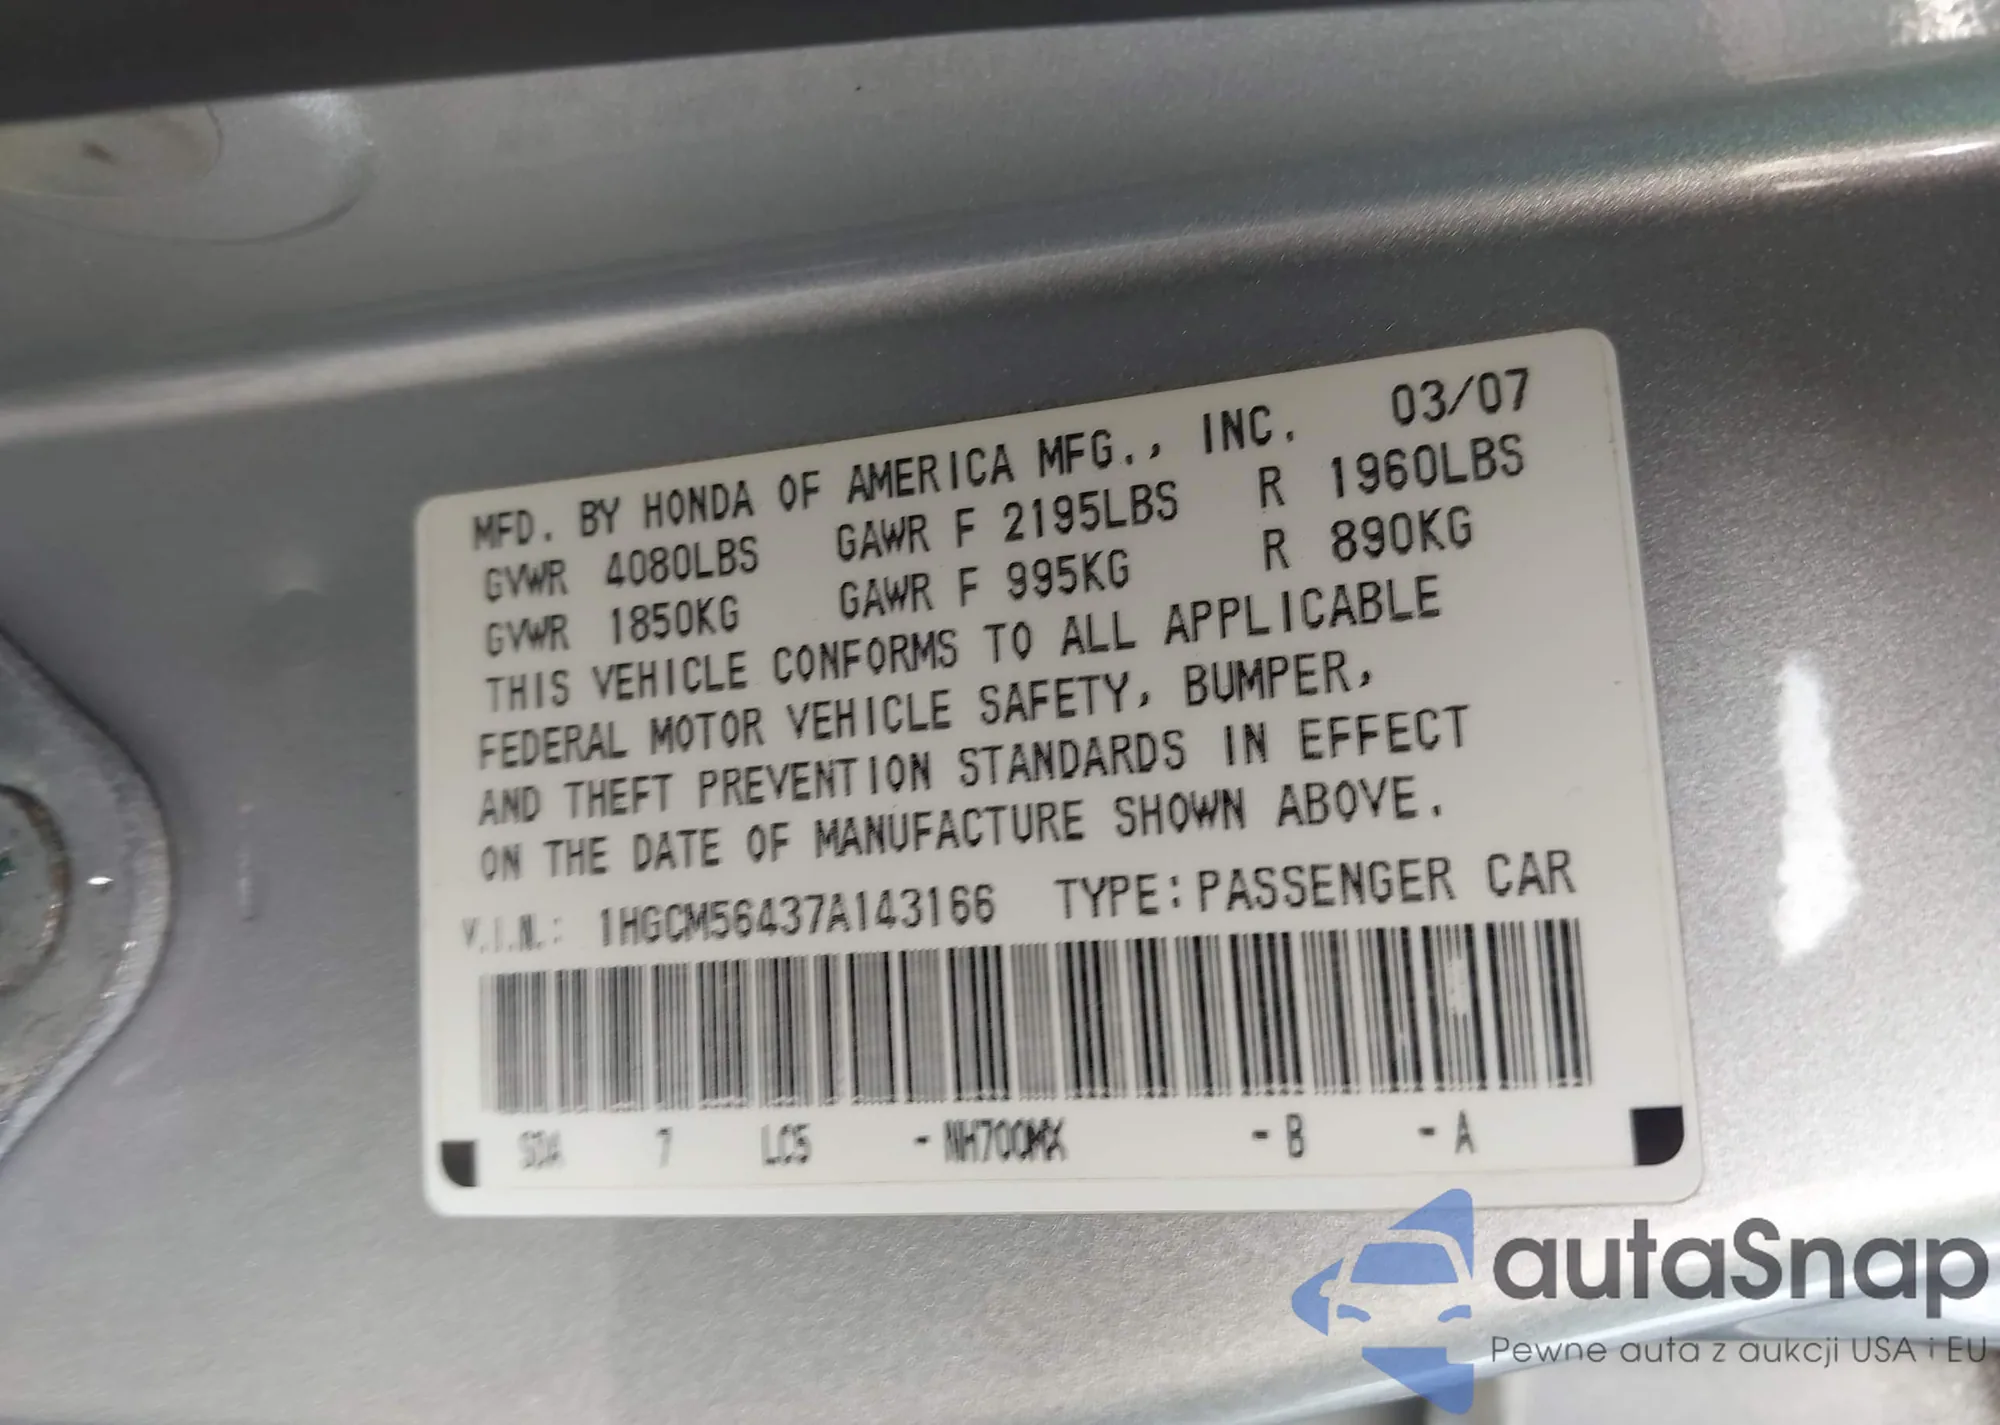 MFD. BY HONDA OF AMERICA MFG., INC. 03/07
GVWR 4080LBS GAWR F 2195LBS R 1960LBS
GVWR 1850KG GAWR F 995KG R 890KG
THIS VEHICLE CONFORMS TO ALL APPLICABLE
FEDERAL MOTOR VEHICLE SAFETY, BUMPER,
AND THEFT PREVENTION STANDARDS IN EFFECT
ON THE DATE OF MANUFACTURE SHOWN ABOVE.
V.I.N.: 1HGCM56437A143166 TYPE:PASSENGER CAR
SDA 7 LC5 -NH700MX -B -A
autaSnap
Pewne auta z aukcji USA i EU